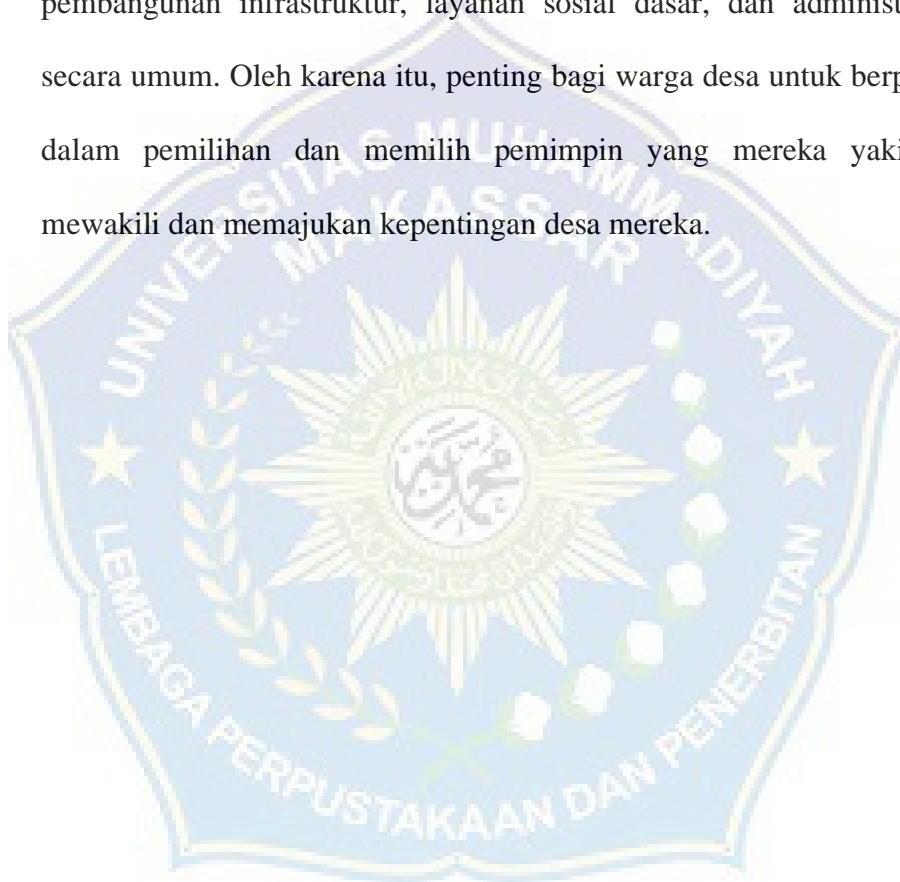 pembangunan infrastruktur, layanan sosial dasar, dan administ
secara umum. Oleh karena itu, penting bagi warga desa untuk berp
dalam pemilihan dan memilih pemimpin yang mereka yaki
mewakili dan memajukan kepentingan desa mereka.
UNIVERSITAS MUHAMMADIYAH
MAKASSAR
محمد
LEMBAGA PERPUSTAKAAN DAN PENERBITAN